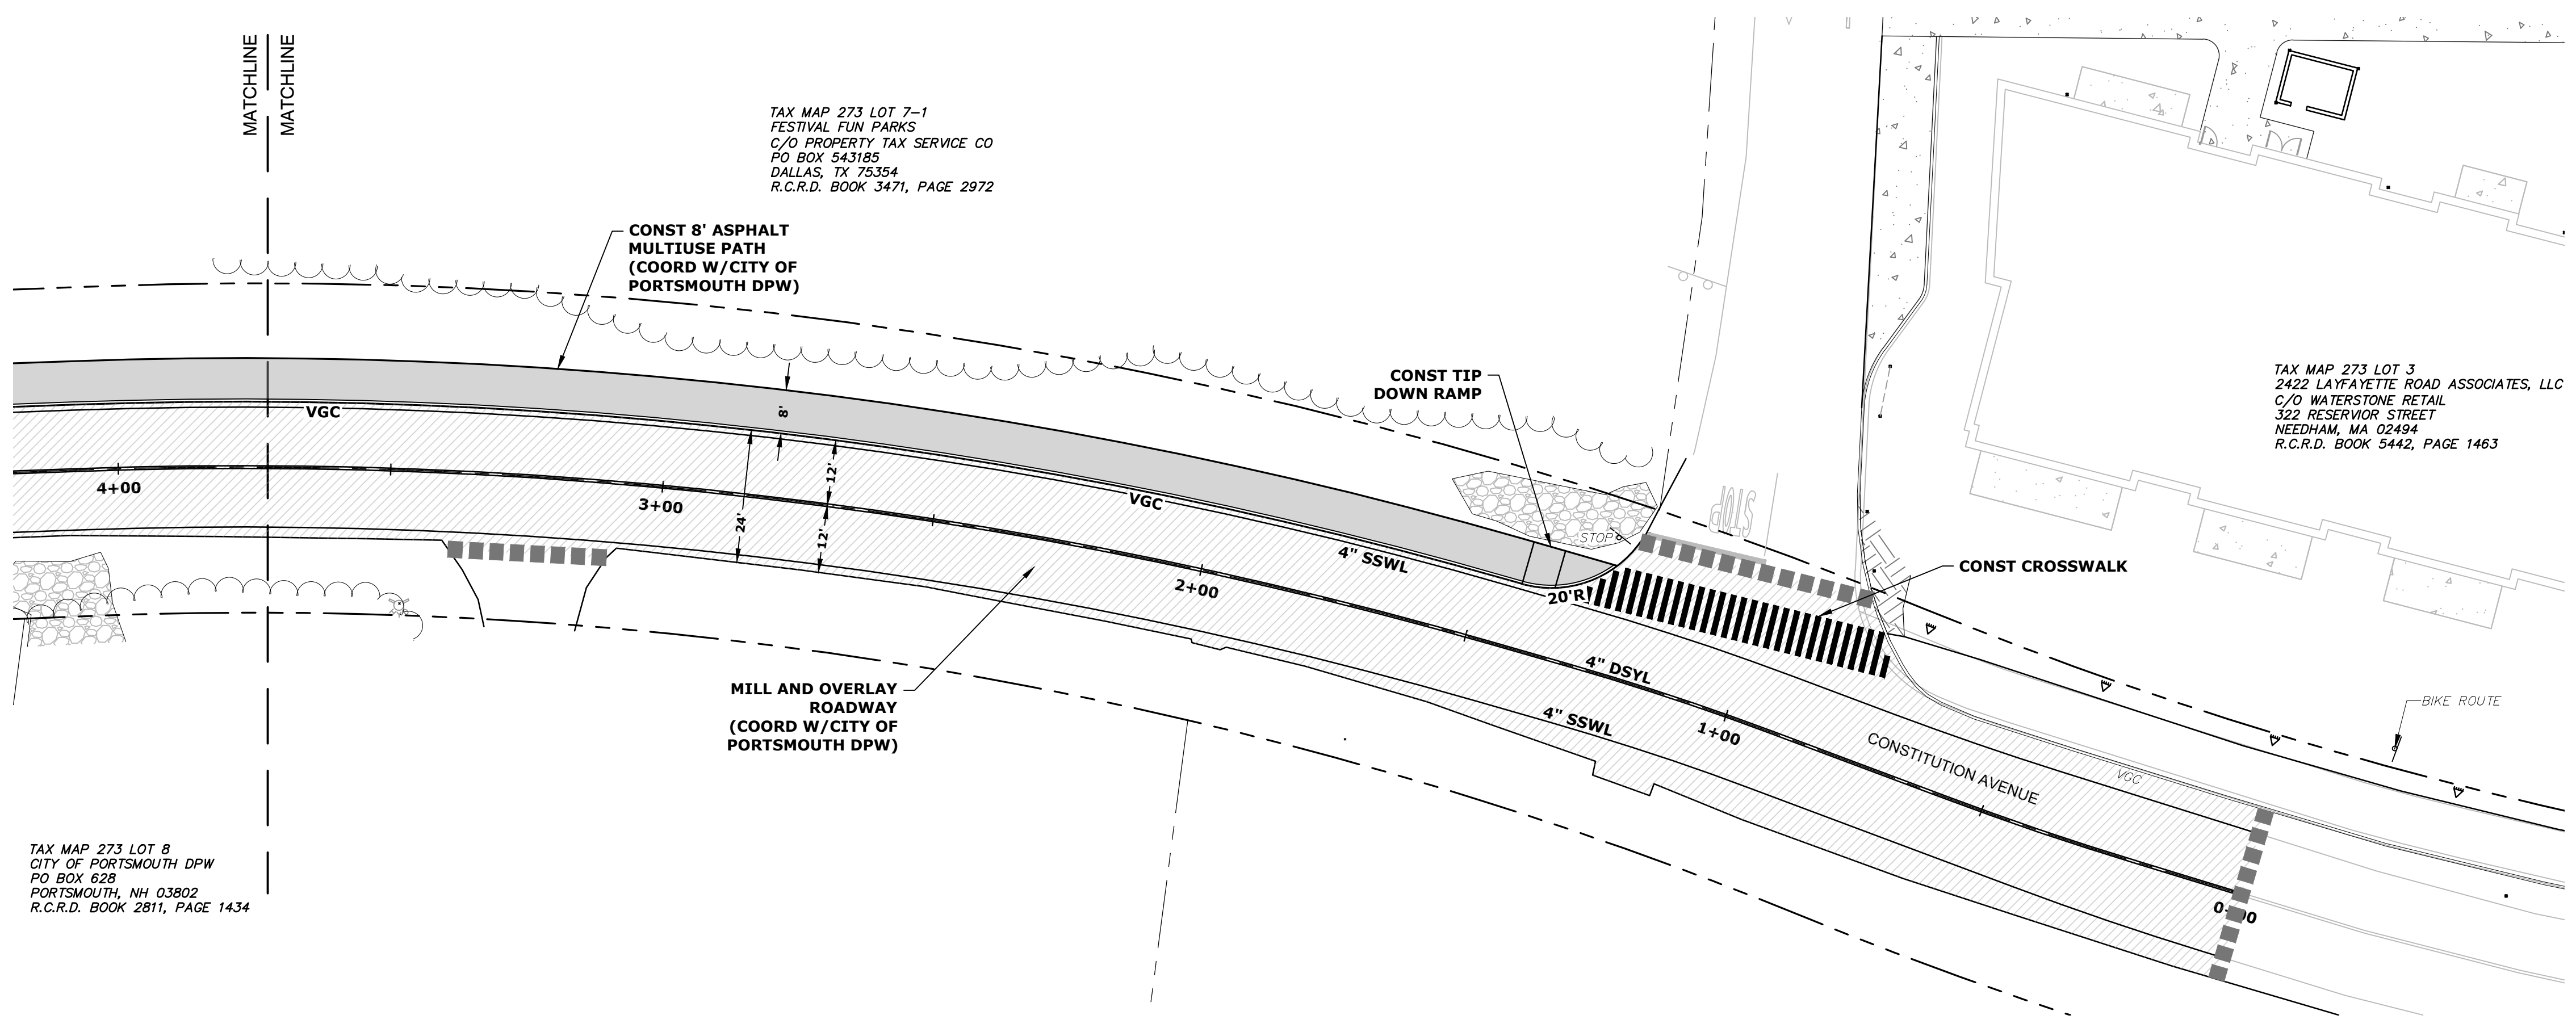 MATCHLINE
MATCHLINE
TAX MAP 273 LOT 7-1
FESTIVAL FUN PARKS
C/O PROPERTY TAX SERVICE CO
PO BOX 543185
DALLAS, TX 75354
R.C.R.D. BOOK 3471, PAGE 2972
CONST 8' ASPHALT
MULTIUSE PATH
(COORD W/CITY OF
PORTSMOUTH DPW)
CONST TIP
DOWN RAMP
TAX MAP 273 LOT 3
2422 LAYFAYETTE ROAD ASSOCIATES, LLC
C/O WATERSTONE RETAIL
322 RESERVIOR STREET
NEEDHAM, MA 02494
R.C.R.D. BOOK 5442, PAGE 1463
VGC
8'
12'
24'
12'
4+00
3+00
VGC
STOP
STOP
4" SSWL
2+00
20'R
CONST CROSSWALK
4" DSYL
4" SSWL
1+00
CONSTITUTION AVENUE
VGC
BIKE ROUTE
MILL AND OVERLAY
ROADWAY
(COORD W/CITY OF
PORTSMOUTH DPW)
TAX MAP 273 LOT 8
CITY OF PORTSMOUTH DPW
PO BOX 628
PORTSMOUTH, NH 03802
R.C.R.D. BOOK 2811, PAGE 1434
0+00